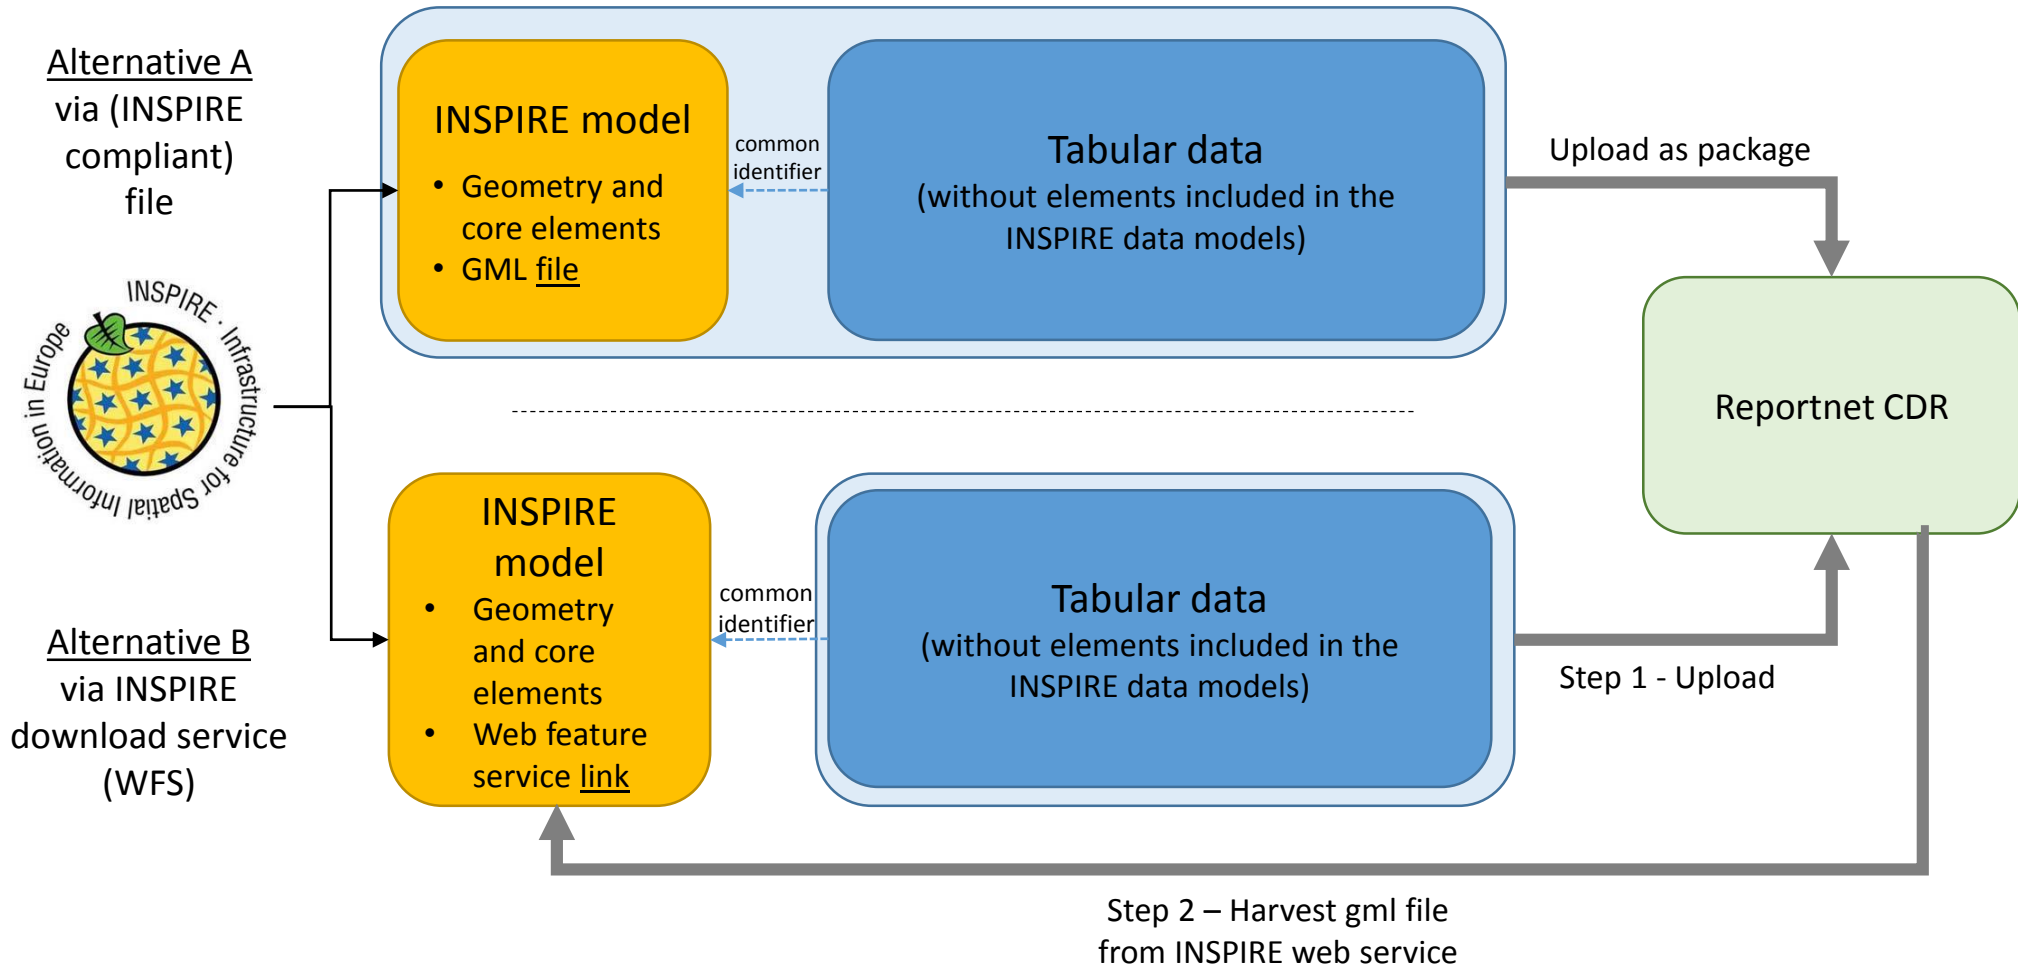 Alternative A
via (INSPIRE
compliant)
file
INSPIRE model
• Geometry and
core elements
• GML file
common
identifier
Tabular data
(without elements included in the
INSPIRE data models)
Upload as package
INSPIRE · Infrastructure for Spatial Information in Europe
Reportnet CDR
Alternative B
via INSPIRE
download service
(WFS)
INSPIRE
model
• Geometry
and core
elements
• Web feature
service link
common
identifier
Tabular data
(without elements included in the
INSPIRE data models)
Step 1 - Upload
Step 2 – Harvest gml file
from INSPIRE web service